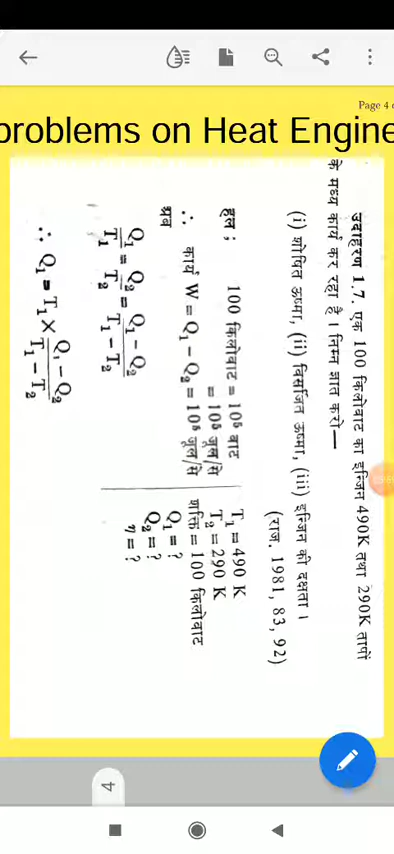 Page 4
problems on Heat Engine
उदाहरण 1.7. एक 100 किलोवाट का इन्जिन 490K तथा 290K तापों
के मध्य कार्य कर रहा है । निम्न ज्ञात करो—
(i) शोषित ऊष्मा, (ii) विसर्जित ऊष्मा, (iii) इन्जिन की दक्षता ।
(राज. 1981, 83, 92)
हल ;
100 किलोवाट = 10⁵ वाट
= 10⁵ जूल/से
∴ कार्य W = Q₁ − Q₂ = 10⁵ जूल/से
अब
Q₁/T₁ = Q₂/T₂ = (Q₁ − Q₂)/(T₁ − T₂)
∴ Q₁ = T₁ × (Q₁ − Q₂)/(T₁ − T₂)
T₁ = 490 K
T₂ = 290 K
शक्ति = 100 किलोवाट
Q₁ = ?
Q₂ = ?
η = ?
4